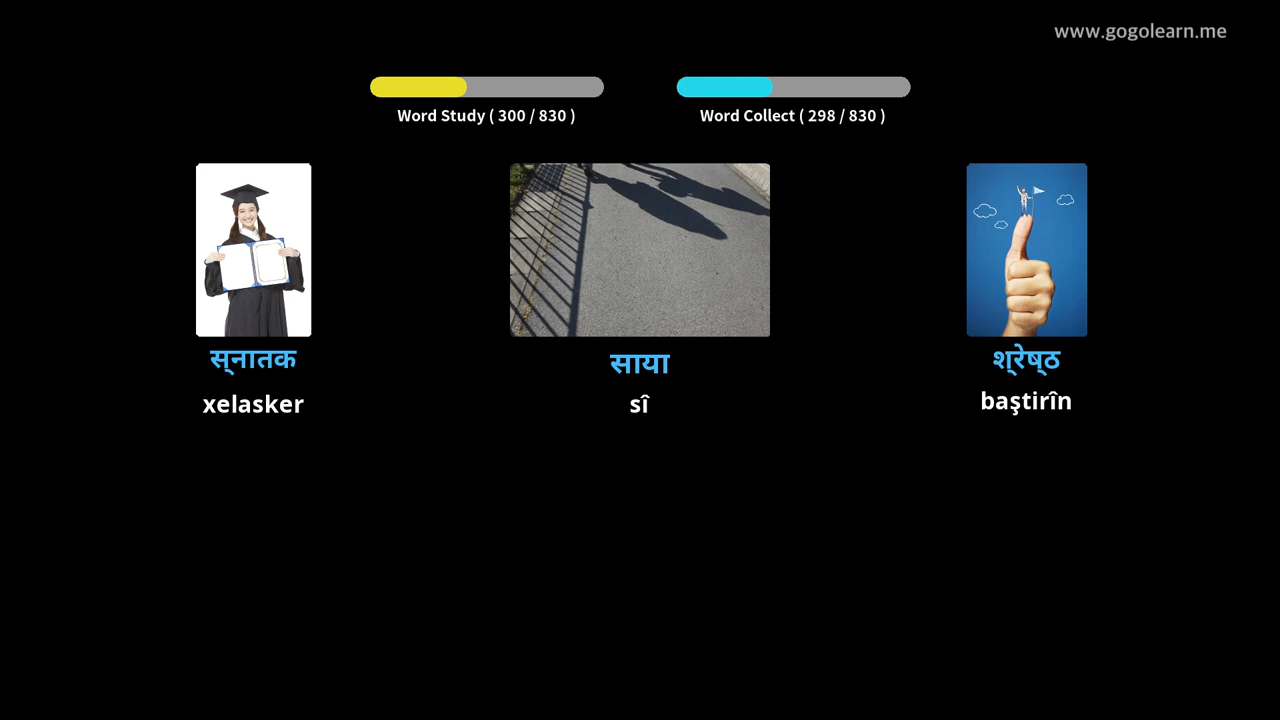 www.gogolearn.me
Word Study ( 300 / 830 )
Word Collect ( 298 / 830 )
स्नातक
साया
श्रेष्ठ
xelasker
sî
baştirîn